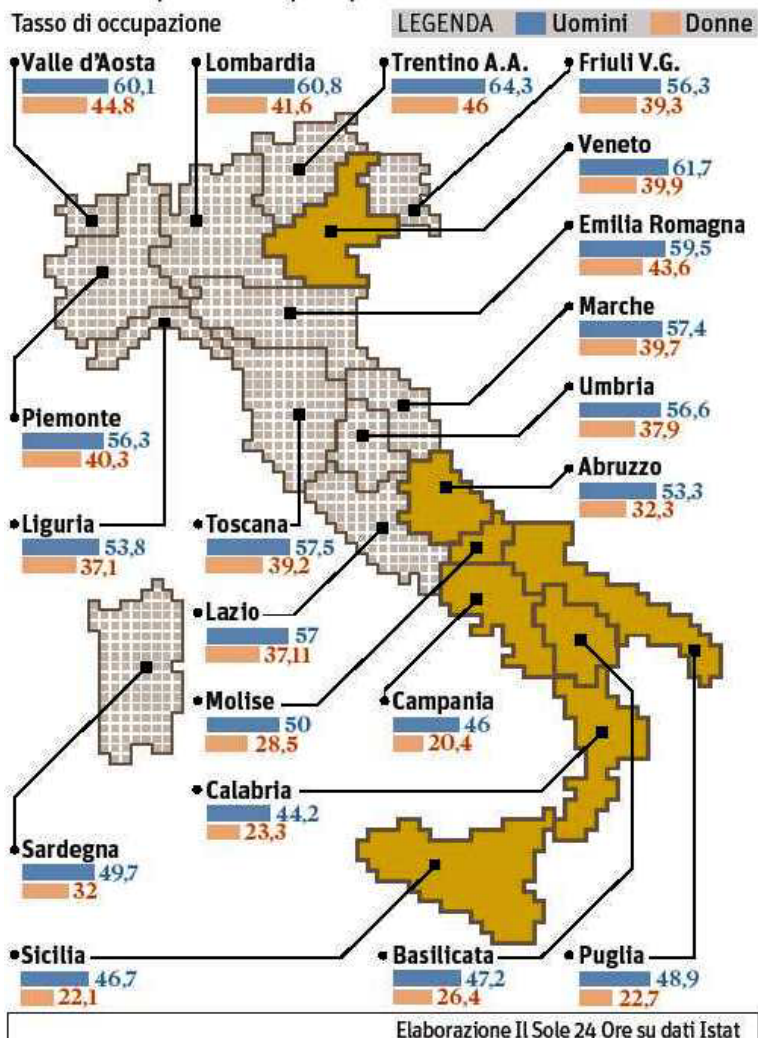 Tasso di occupazione
LEGENDA Uomini Donne
Valle d'Aosta
60,1
44,8
Lombardia
60,8
41,6
Trentino A.A.
64,3
46
Friuli V.G.
56,3
39,3
Veneto
61,7
39,9
Emilia Romagna
59,5
43,6
Marche
57,4
39,7
Umbria
56,6
37,9
Abruzzo
53,3
32,3
Piemonte
56,3
40,3
Liguria
53,8
37,1
Toscana
57,5
39,2
Lazio
57
37,11
Molise
50
28,5
Campania
46
20,4
Calabria
44,2
23,3
Sardegna
49,7
32
Sicilia
46,7
22,1
Basilicata
47,2
26,4
Puglia
48,9
22,7
Elaborazione Il Sole 24 Ore su dati Istat